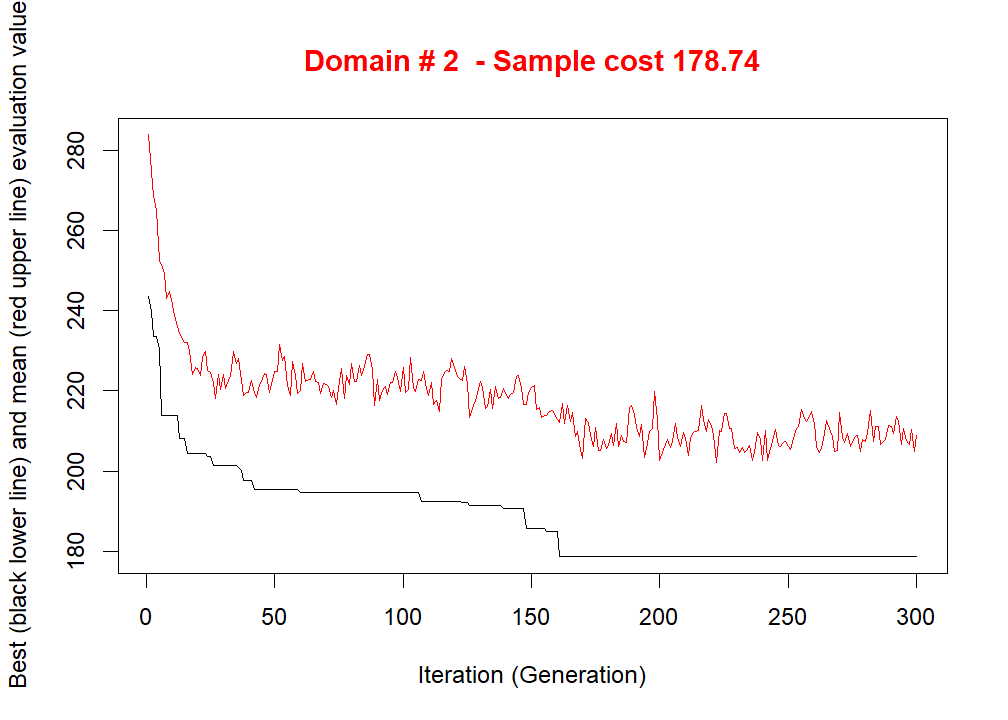 Domain # 2  - Sample cost 178.74
Best (black lower line) and mean (red upper line) evaluation value
280
260
240
220
200
180
0 50 100 150 200 250 300
Iteration (Generation)